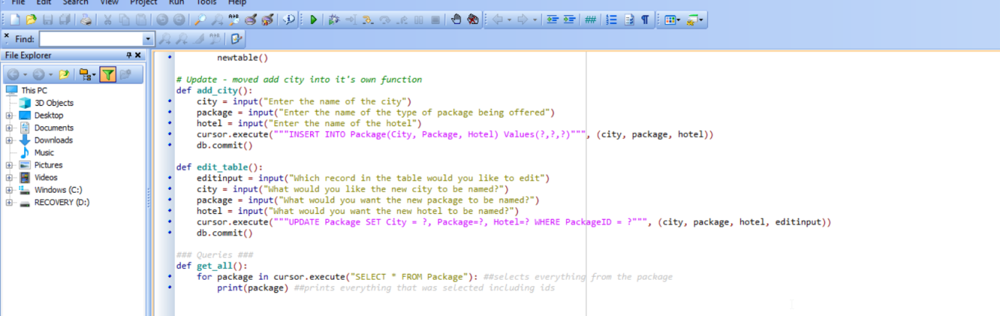 File Edit Search View Project Run Tools Help
Find:
File Explorer
This PC
3D Objects
Desktop
Documents
Downloads
Music
Pictures
Videos
Windows (C:)
RECOVERY (D:)
newtable()
# Update - moved add city into it's own function
def add_city():
city = input("Enter the name of the city")
package = input("Enter the name of the type of package being offered")
hotel = input("Enter the name of the hotel")
cursor.execute("""INSERT INTO Package(City, Package, Hotel) Values(?,?,?)""", (city, package, hotel))
db.commit()
def edit_table():
editinput = input("Which record in the table would you like to edit")
city = input("What would you like the new city to be named?")
package = input("What would you want the new package to be named?")
hotel = input("What would you want the new hotel to be named?")
cursor.execute("""UPDATE Package SET City = ?, Package=?, Hotel=? WHERE PackageID = ?""", (city, package, hotel, editinput))
db.commit()
### Queries ###
def get_all():
for package in cursor.execute("SELECT * FROM Package"): ##selects everything from the package
print(package) ##prints everything that was selected including ids